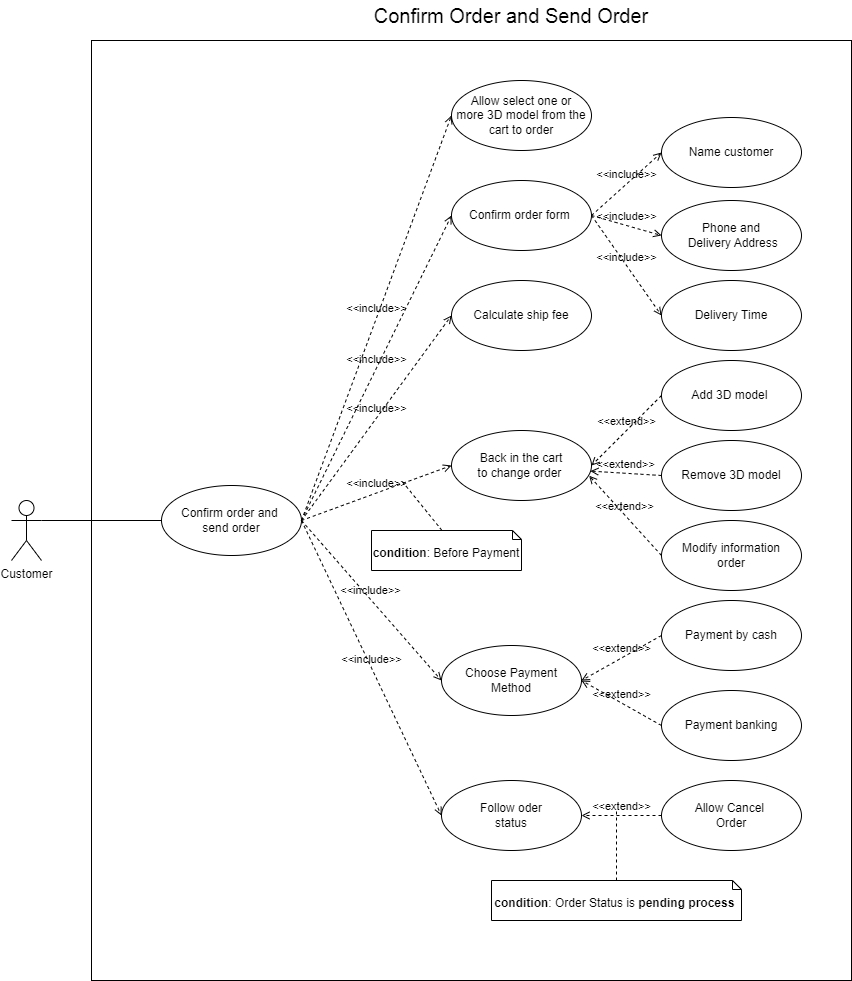 Confirm Order and Send Order
Allow select one or
more 3D model from the
cart to order
Name customer
<<include>>
Confirm order form
<<include>>
Phone and
Delivery Address
<<include>>
<<include>>
Calculate ship fee
Delivery Time
<<include>>
Add 3D model
<<include>>
<<extend>>
Back in the cart
to change order
<<extend>>
Remove 3D model
<<include>>
<<extend>>
Confirm order and
send order
condition: Before Payment
Modify information
order
Customer
<<include>>
Payment by cash
<<extend>>
<<include>>
Choose Payment
Method
<<extend>>
Payment banking
Follow oder
status
<<extend>>
Allow Cancel
Order
condition: Order Status is pending process